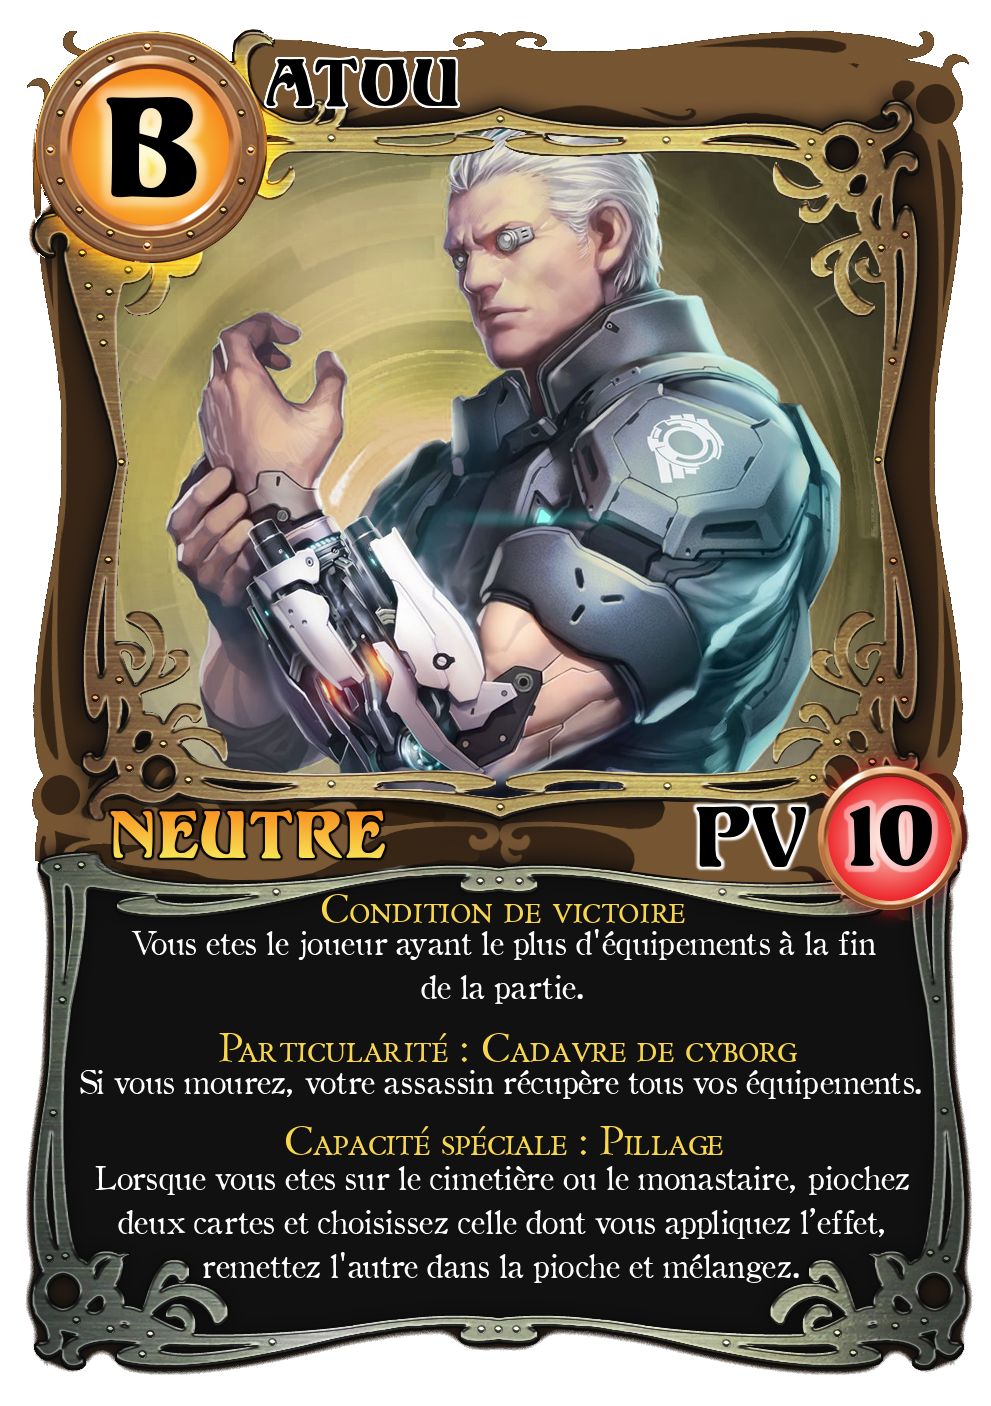 BATOU
NEUTRE
PV 10
Condition de victoire
Vous etes le joueur ayant le plus d'équipements à la fin
de la partie.
Particularité : Cadavre de cyborg
Si vous mourez, votre assassin récupère tous vos équipements.
Capacité spéciale : Pillage
Lorsque vous etes sur le cimetière ou le monastaire, piochez
deux cartes et choisissez celle dont vous appliquez l’effet,
remettez l'autre dans la pioche et mélangez.